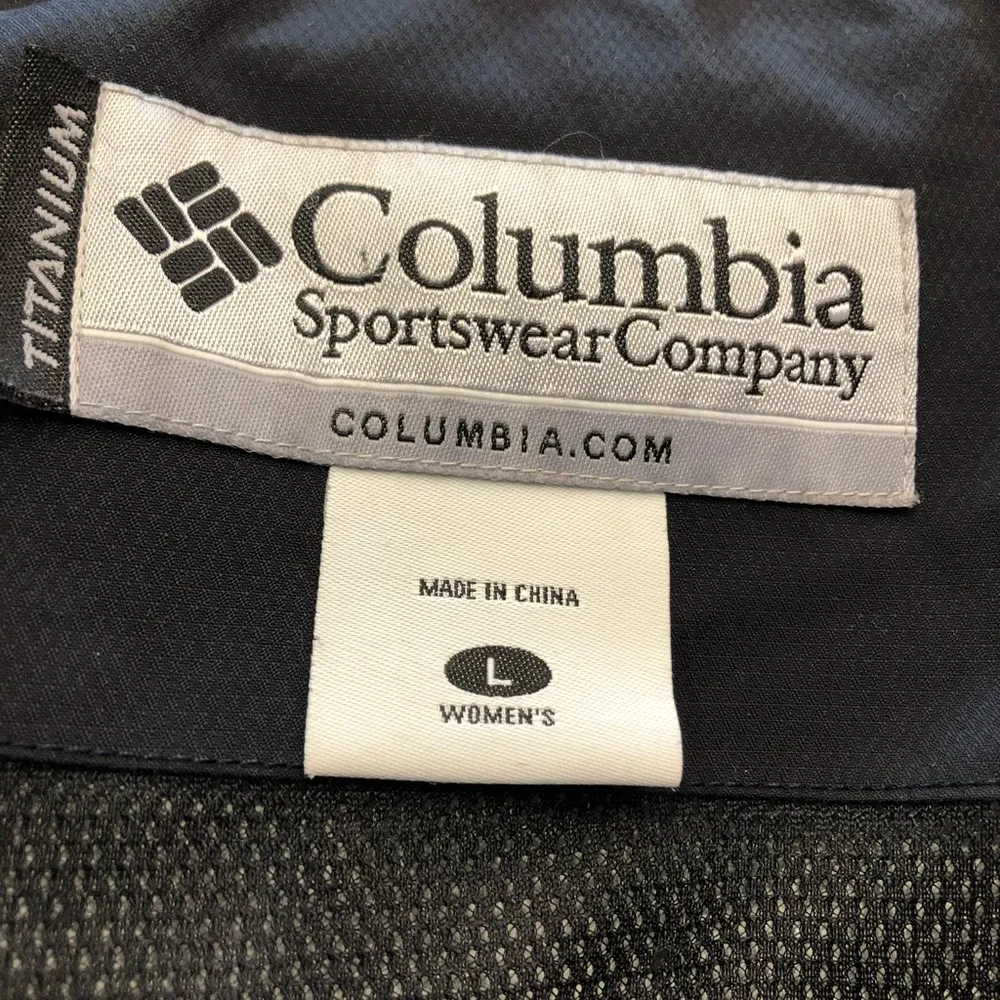 TITANIUM
Columbia
Sportswear Company
COLUMBIA.COM
MADE IN CHINA
L
WOMEN'S